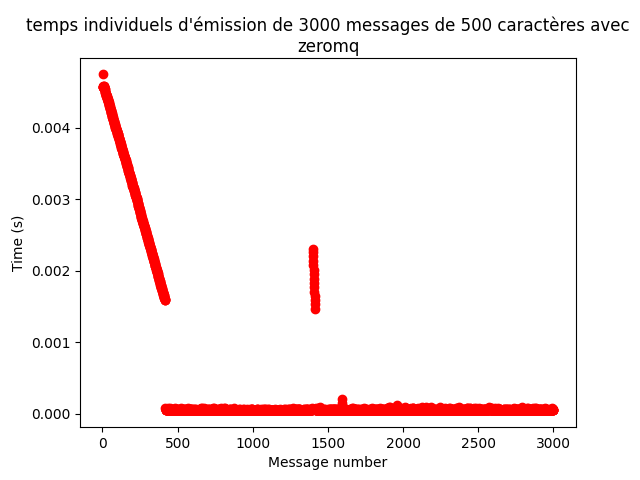 temps individuels d'émission de 3000 messages de 500 caractères avec
zeromq
0.004
0.003
0.002
0.001
0.000
Time (s)
0 500 1000 1500 2000 2500 3000
Message number